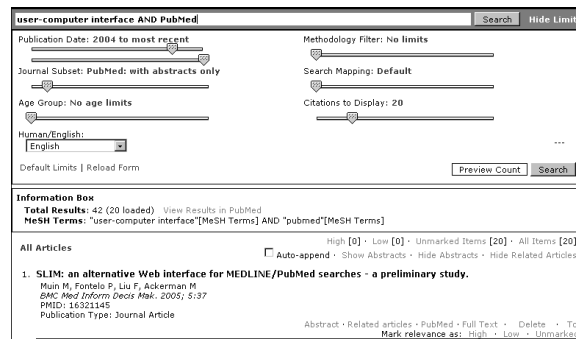 user-computer interface AND PubMed
Search Hide Limit
Publication Date: 2004 to most recent
Methodology Filter: No limits
Journal Subset: PubMed: with abstracts only
Search Mapping: Default
Age Group: No age limits
Citations to Display: 20
Human/English:
English
---
Default Limits | Reload Form
Preview Count Search
Information Box
Total Results: 42 (20 loaded) View Results in PubMed
MeSH Terms: "user-computer interface"[MeSH Terms] AND "pubmed"[MeSH Terms]
All Articles
High [0] · Low [0] · Unmarked Items [20] · All Items [20]
Auto-append · Show Abstracts · Hide Abstracts · Hide Related Articles
1. SLIM: an alternative Web interface for MEDLINE/PubMed searches - a preliminary study.
Muin M, Fontelo P, Liu F, Ackerman M
BMC Med Inform Decis Mak. 2005; 5:37
PMID: 16321145
Publication Type: Journal Article
Abstract · Related articles · PubMed · Full Text · Delete · To
Mark relevance as: High · Low · Unmarked